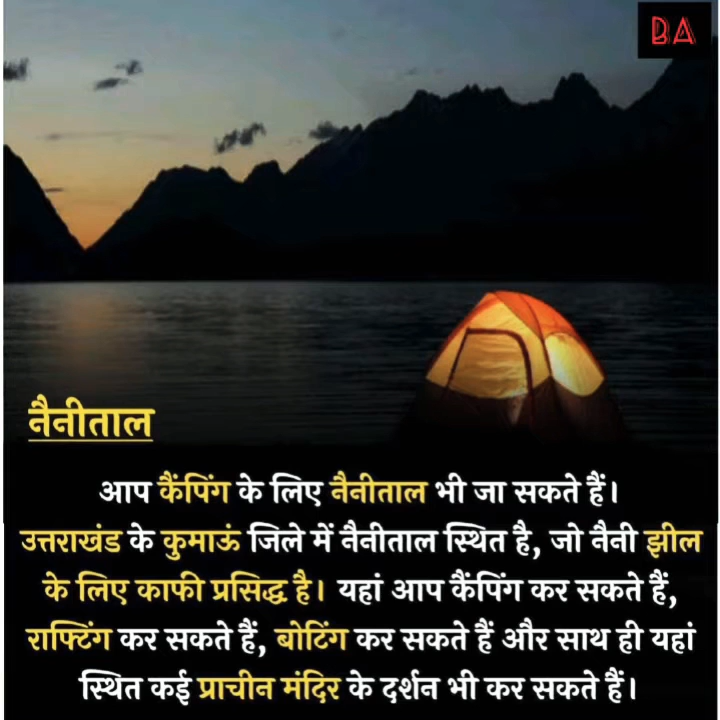 BA
नैनीताल
आप कैंपिंग के लिए नैनीताल भी जा सकते हैं।
उत्तराखंड के कुमाऊं जिले में नैनीताल स्थित है, जो नैनी झील
के लिए काफी प्रसिद्ध है। यहां आप कैंपिंग कर सकते हैं,
राफ्टिंग कर सकते हैं, बोटिंग कर सकते हैं और साथ ही यहां
स्थित कई प्राचीन मंदिर के दर्शन भी कर सकते हैं।